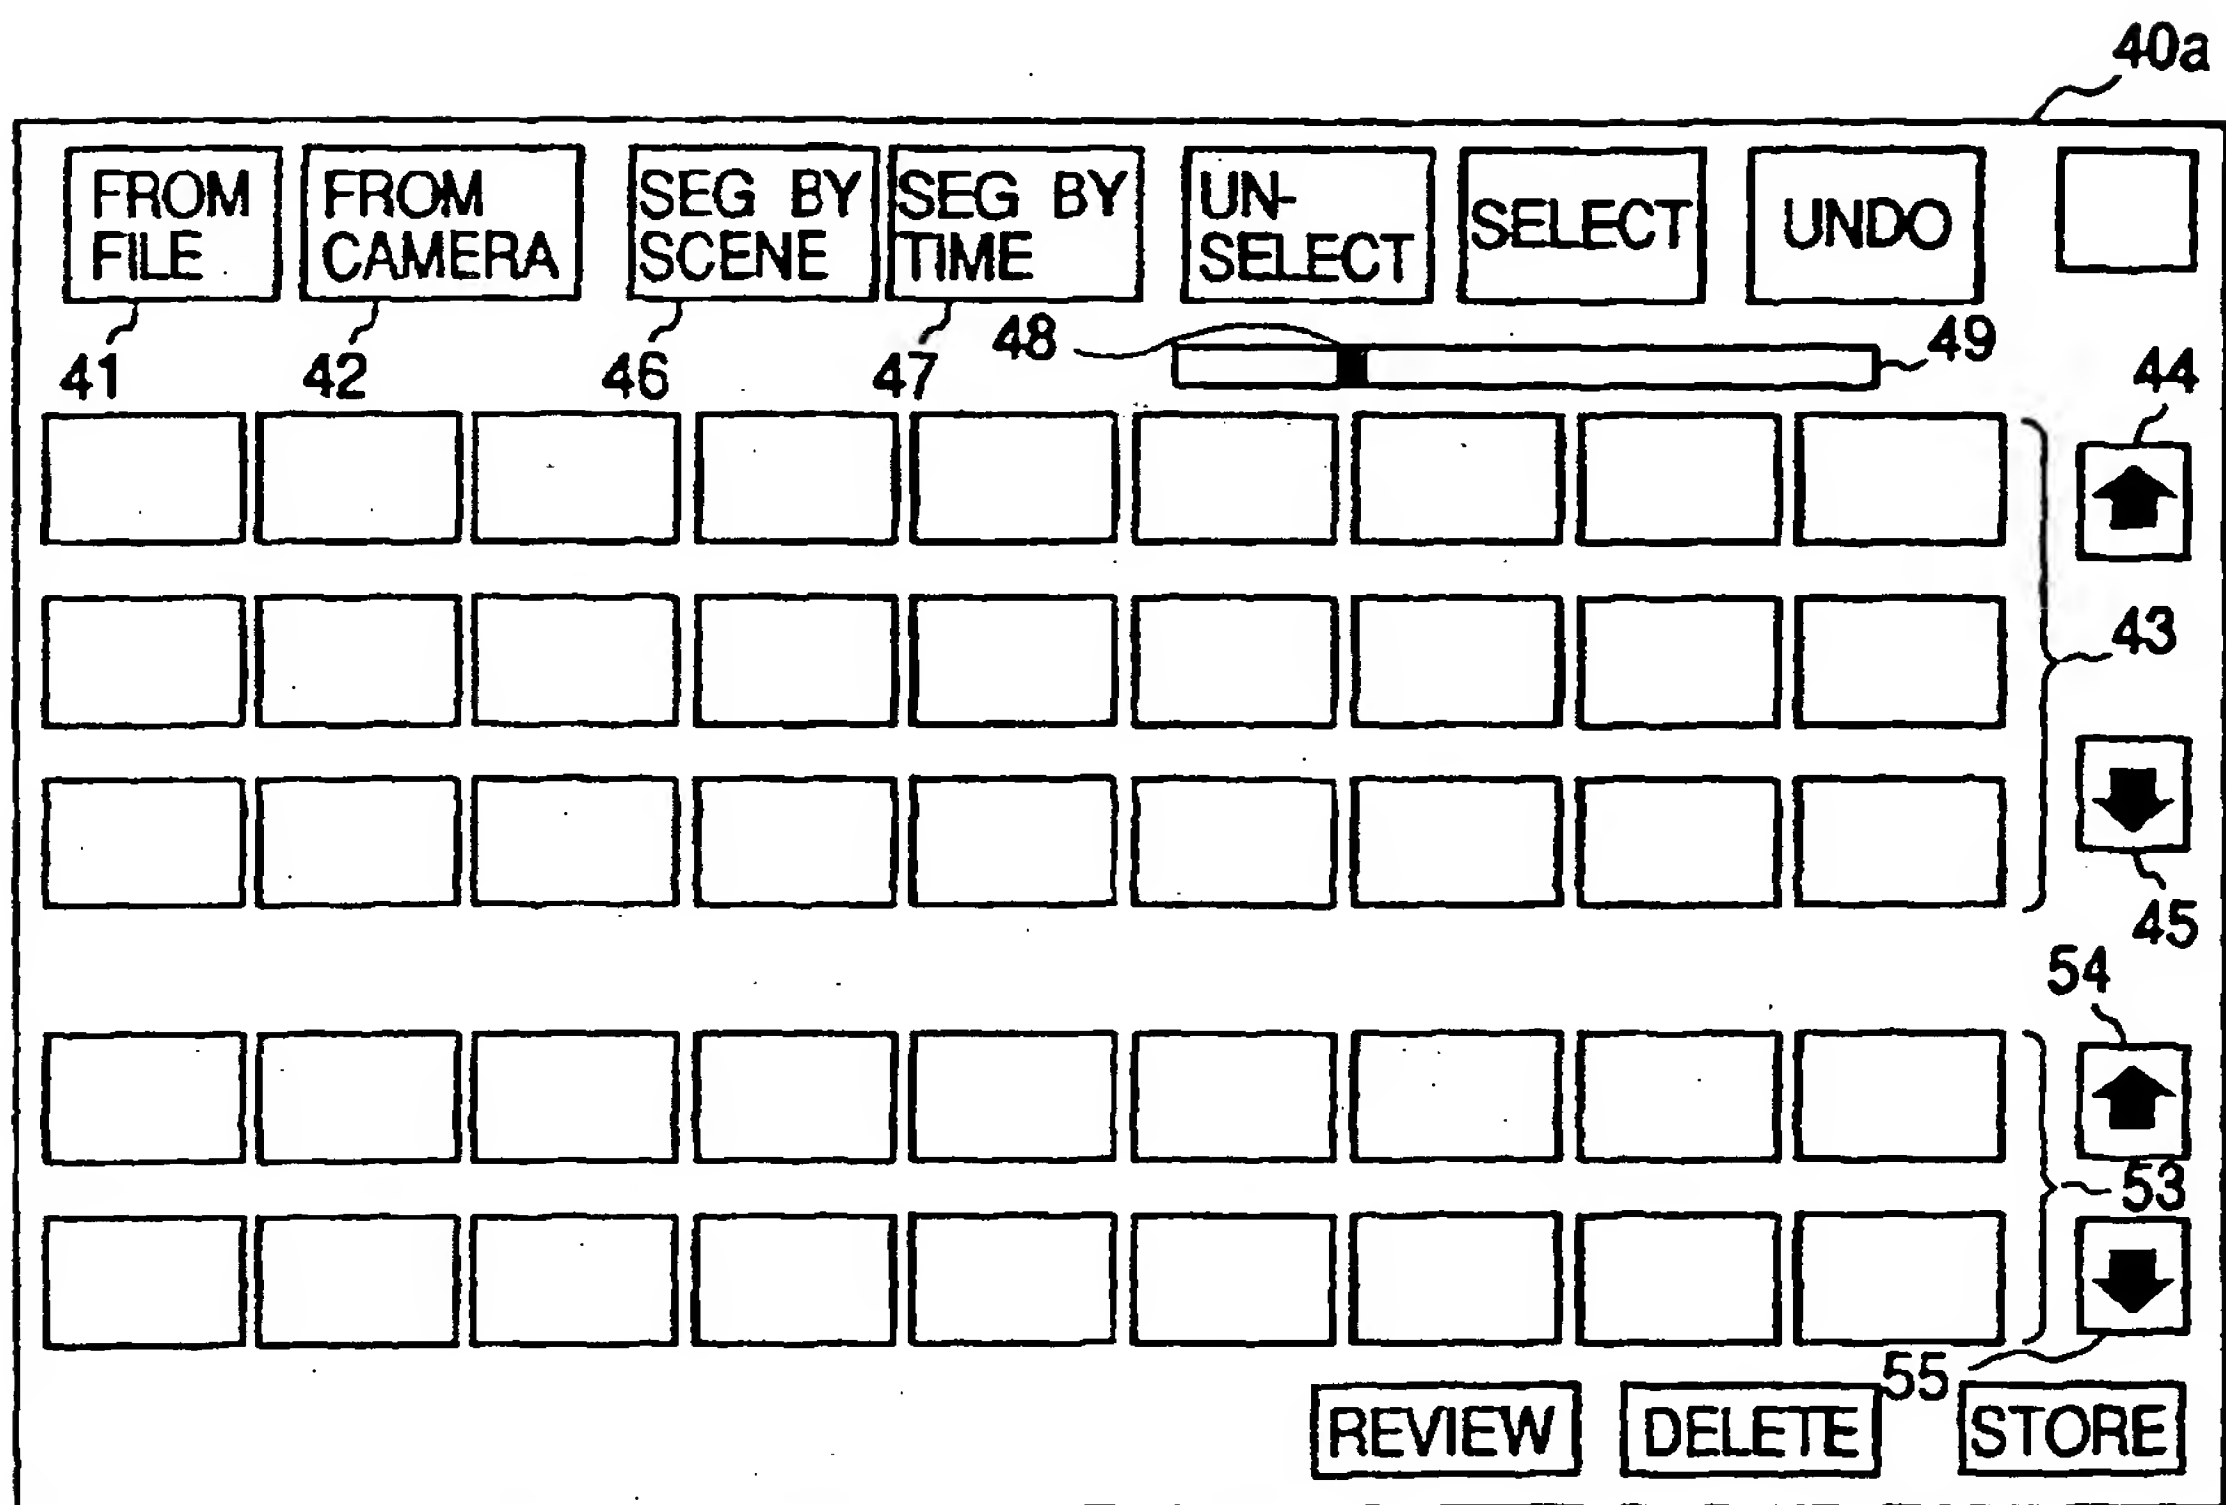 40a
FROM
FILE
FROM
CAMERA
SEG BY
SCENE
SEG BY
TIME
UN-
SELECT
SELECT
UNDO
41
42
46
47
48
49
44
43
45
54
53
55
REVIEW
DELETE
STORE